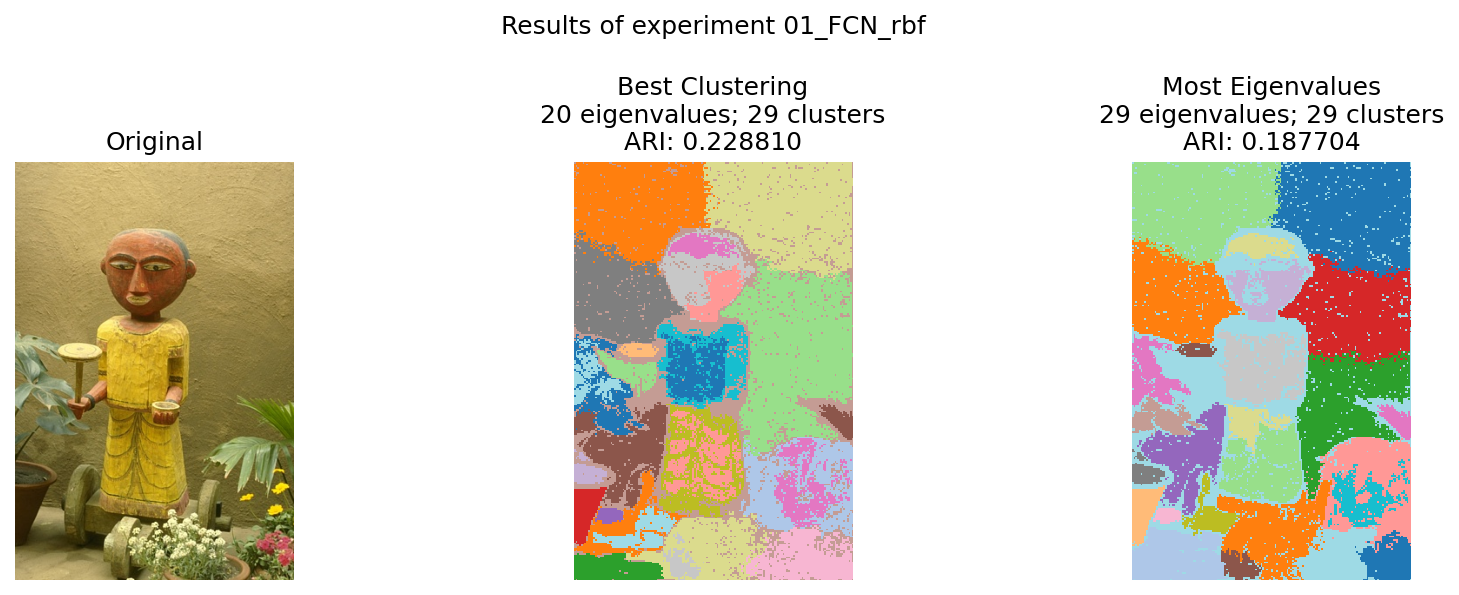 Results of experiment 01_FCN_rbf
Original
Best Clustering
20 eigenvalues; 29 clusters
ARI: 0.228810
Most Eigenvalues
29 eigenvalues; 29 clusters
ARI: 0.187704